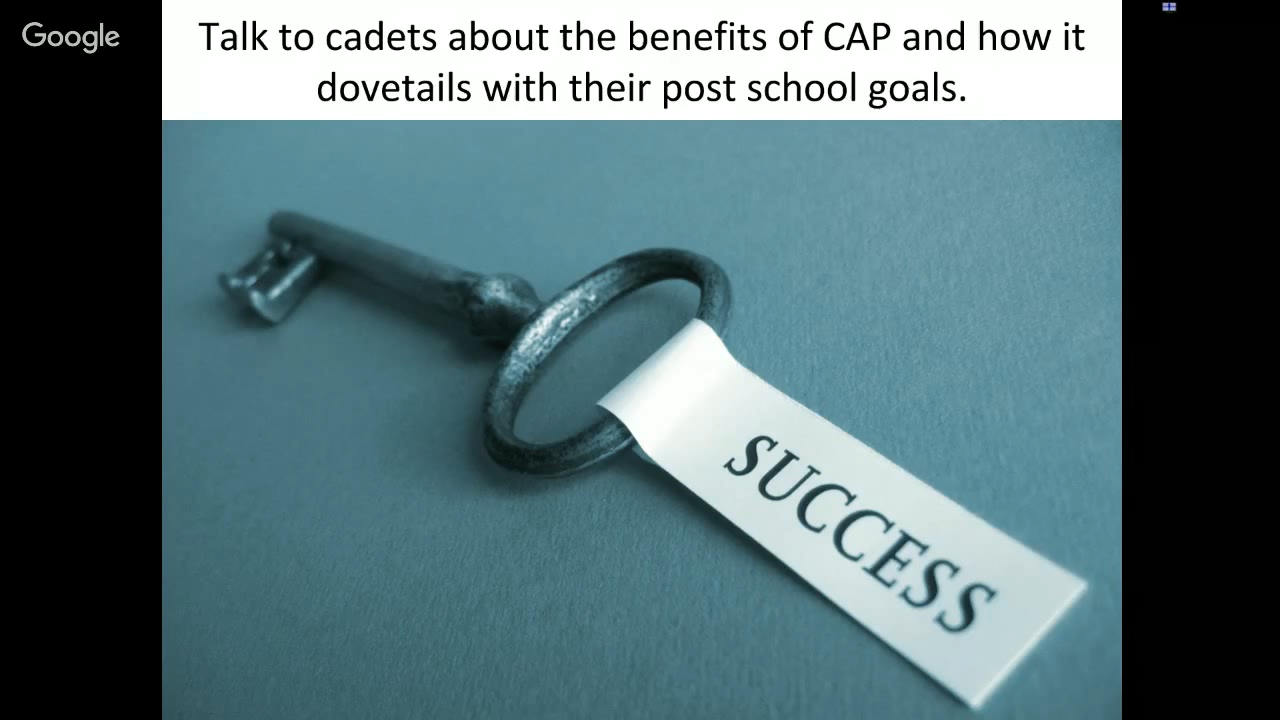 Google
Talk to cadets about the benefits of CAP and how it
dovetails with their post school goals.
SUCCESS